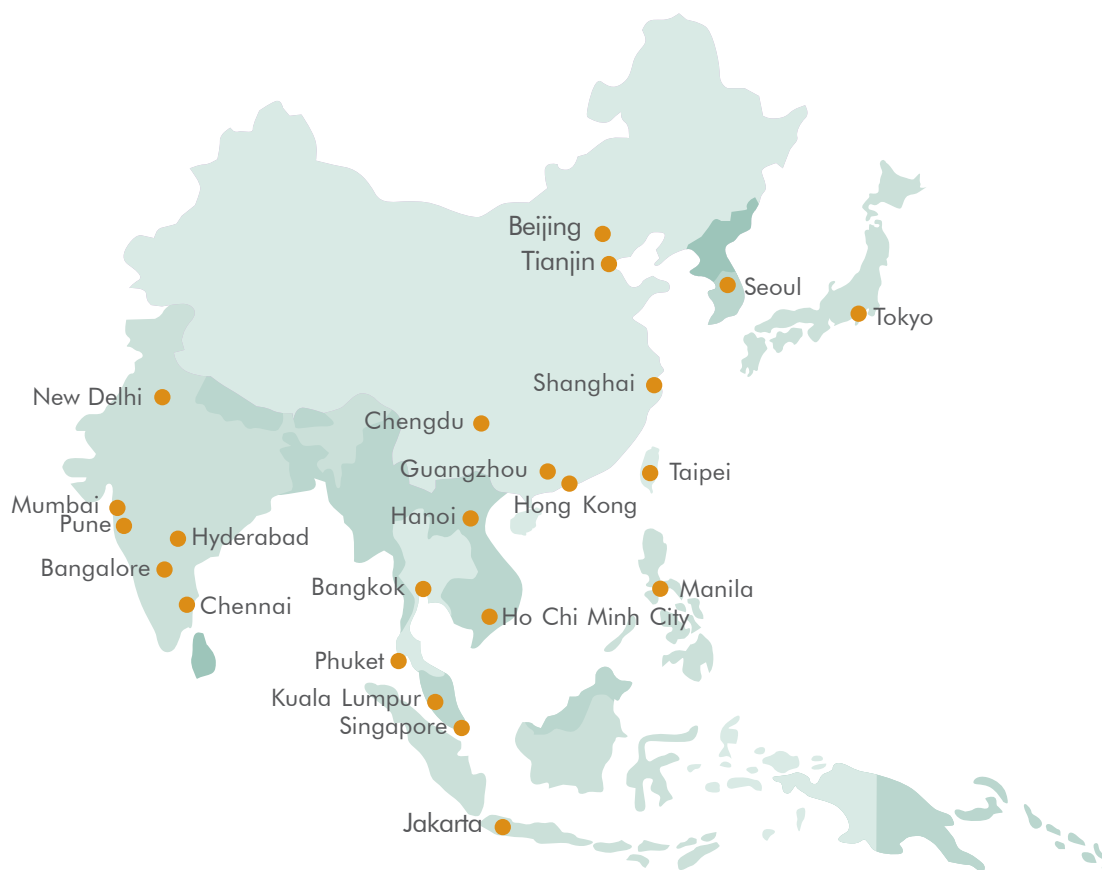 Beijing
Tianjin
Seoul
Tokyo
Shanghai
New Delhi
Chengdu
Guangzhou
Taipei
Mumbai
Hong Kong
Hanoi
Pune
Hyderabad
Bangalore
Bangkok
Manila
Chennai
Ho Chi Minh City
Phuket
Kuala Lumpur
Singapore
Jakarta